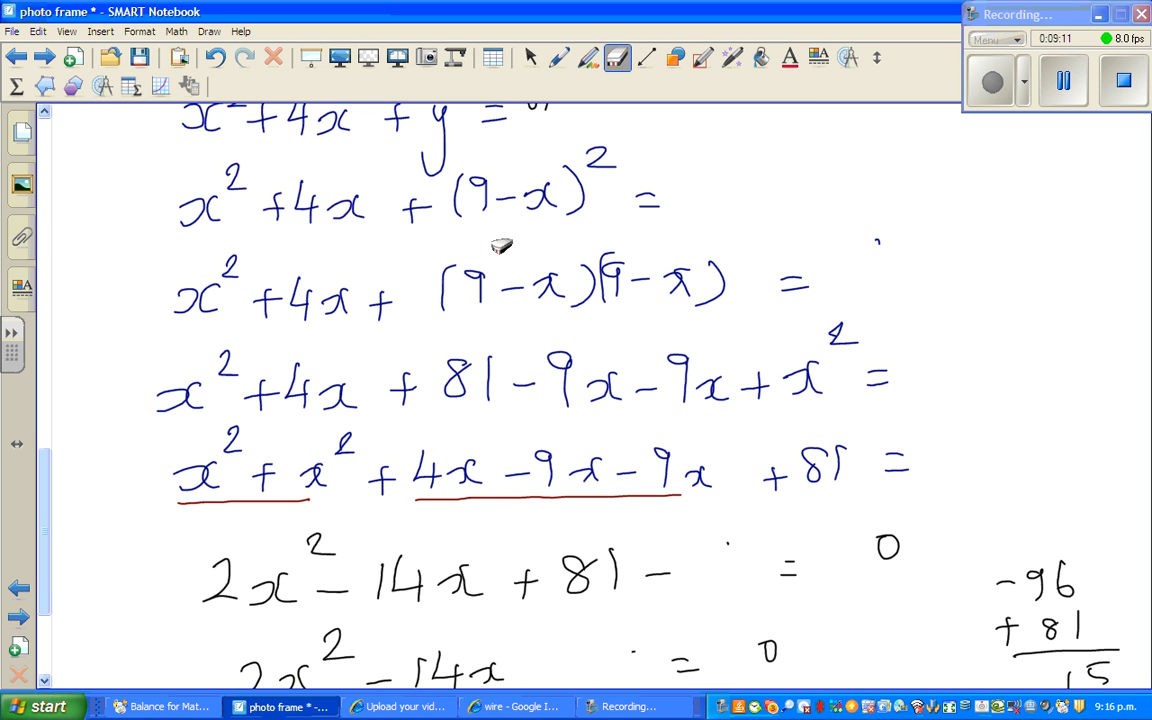 photo frame * - SMART Notebook
Recording...
File Edit View Insert Format Math Draw Help
Menu 0:09:11 8.0 fps
x² + 4x + y =
x² + 4x + (9 - x)² =
x² + 4x + (9 - x)(9 - x) =
x² + 4x + 81 - 9x - 9x + x² =
x² + x² + 4x - 9x - 9x + 81 =
2x² - 14x + 81 - = 0
- 96
+ 81
15
2x² - 14x = 0
start Balance for Mat... photo frame * -... Upload your vid... wire - Google I... Recording... 9:16 p.m.